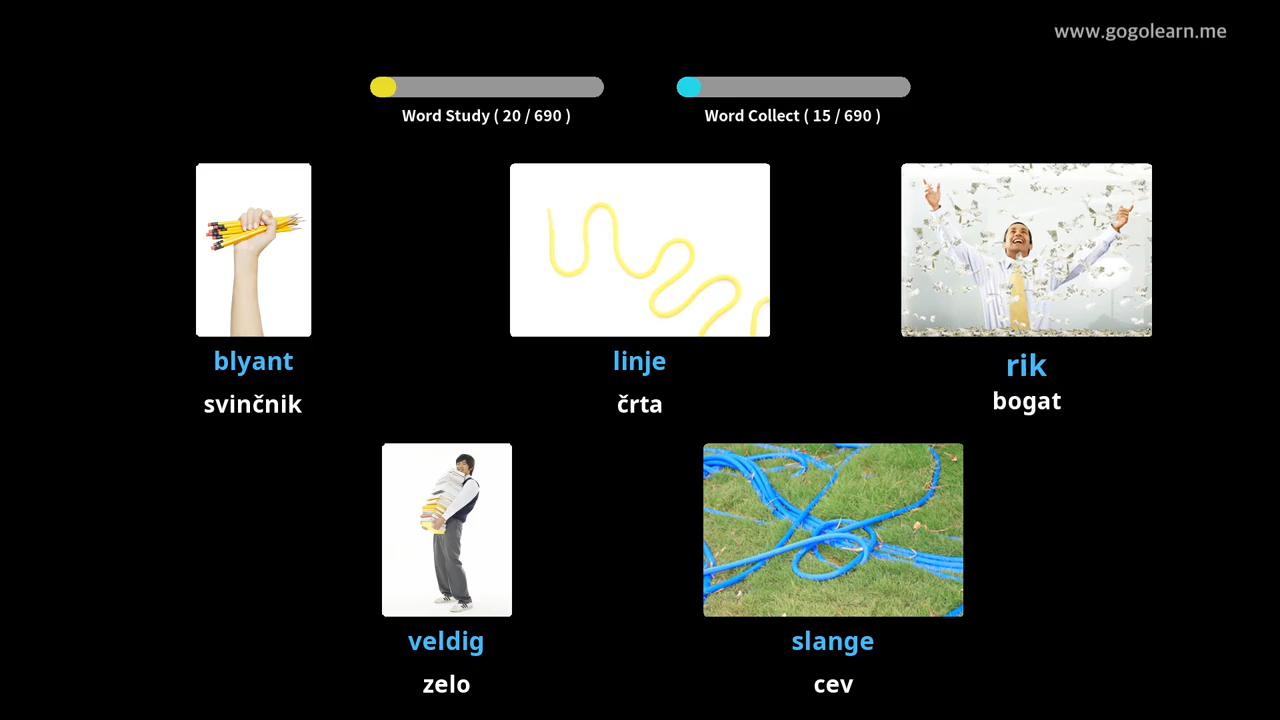 www.gogolearn.me
Word Study ( 20 / 690 )
Word Collect ( 15 / 690 )
blyant
svinčnik
linje
črta
rik
bogat
veldig
zelo
slange
cev